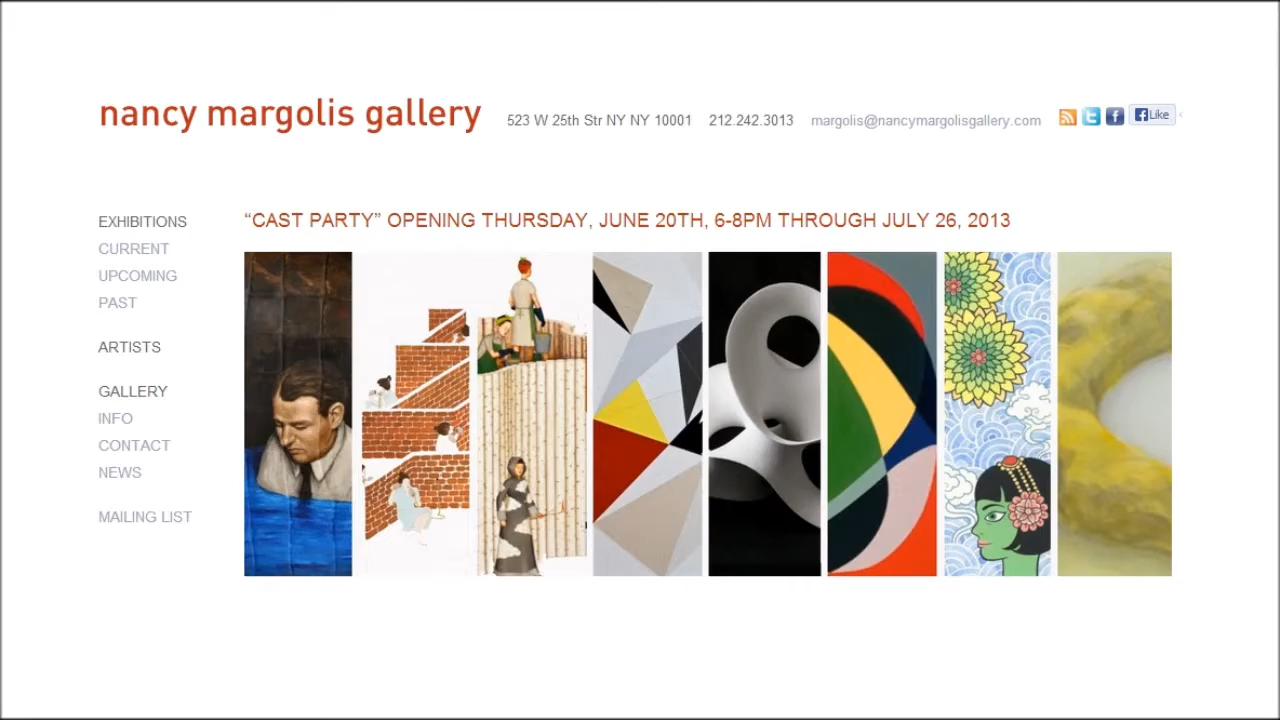 nancy margolis gallery 523 W 25th Str NY NY 10001 212.242.3013 margolis@nancymargolisgallery.com Like
EXHIBITIONS
CURRENT
UPCOMING
PAST
ARTISTS
GALLERY
INFO
CONTACT
NEWS
MAILING LIST
“CAST PARTY” OPENING THURSDAY, JUNE 20TH, 6-8PM THROUGH JULY 26, 2013